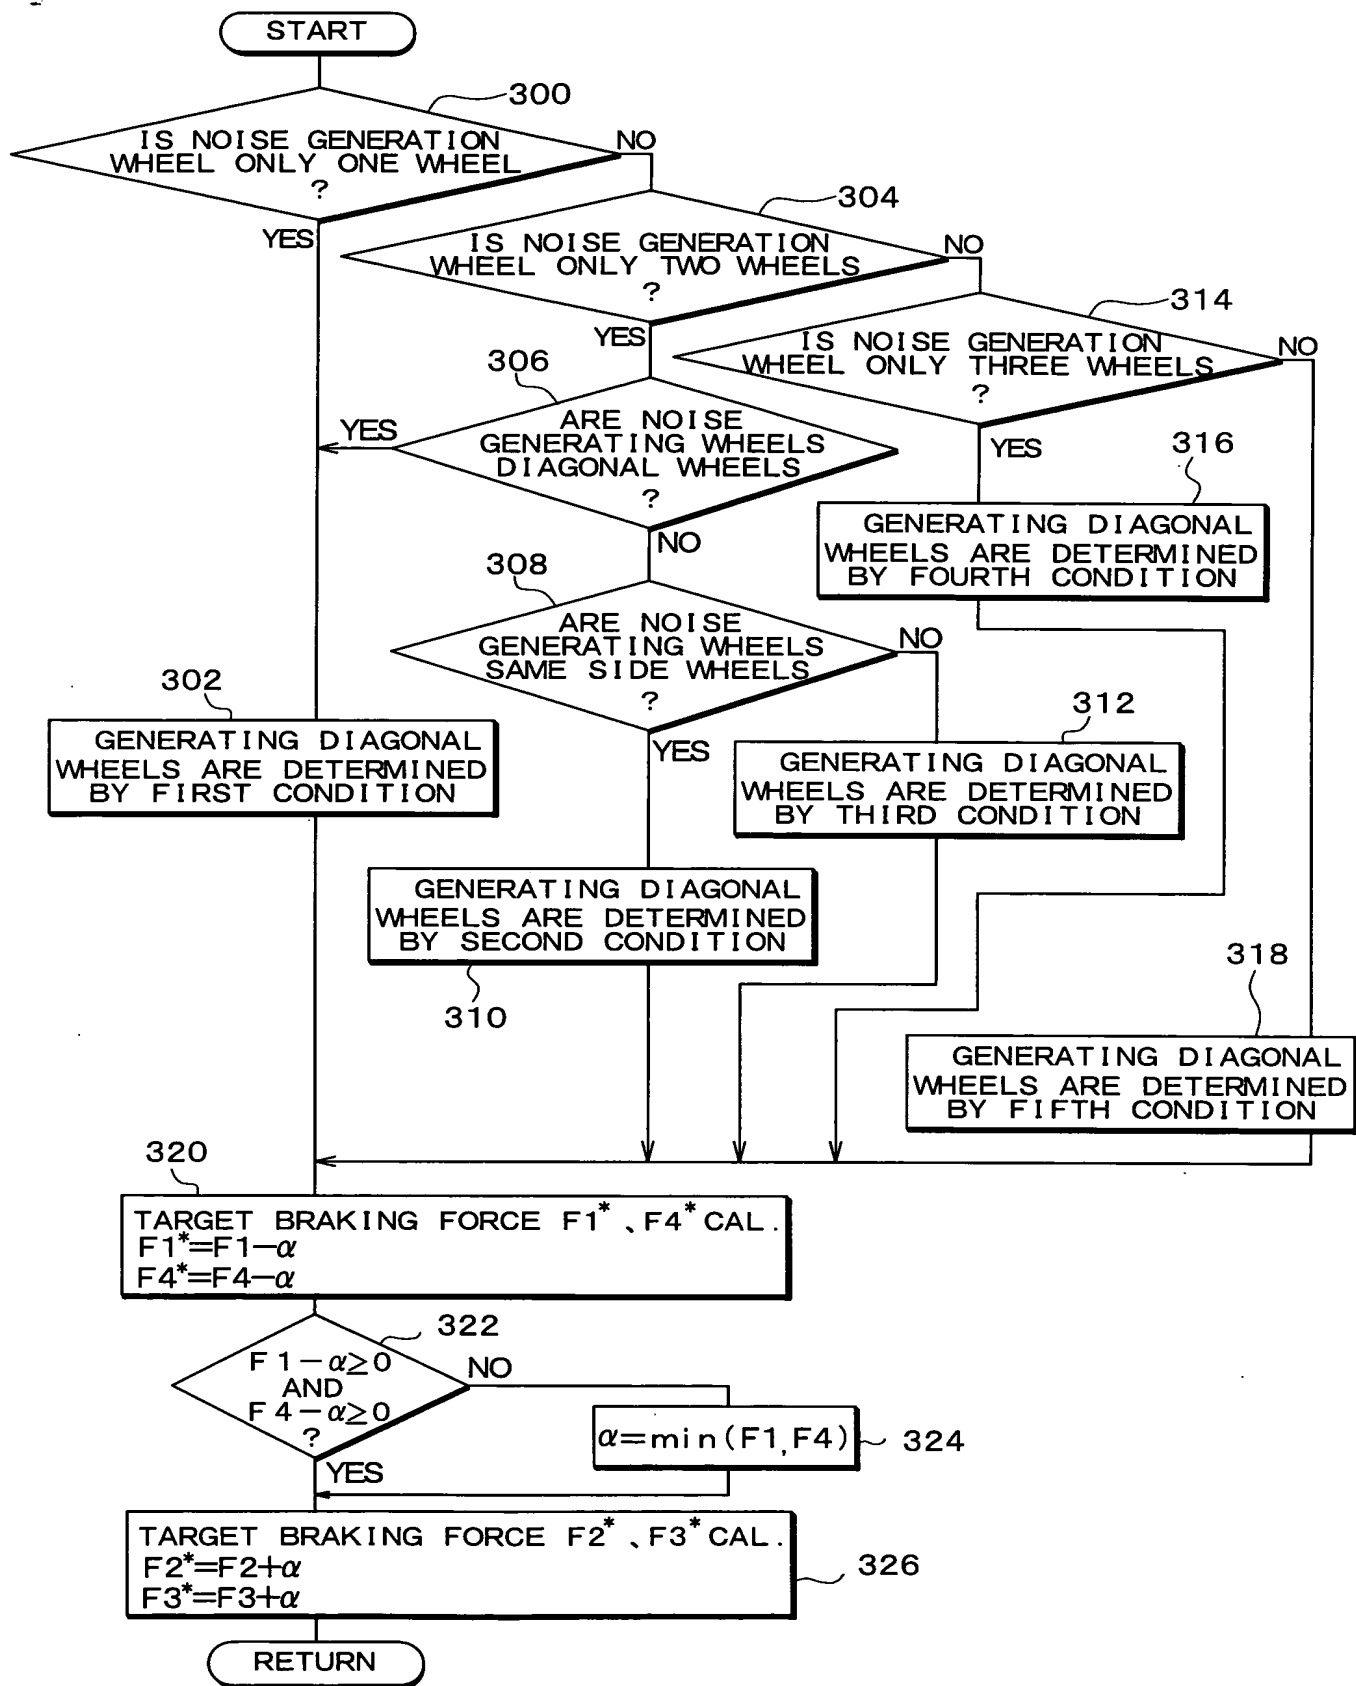 START
300
IS NOISE GENERATION
WHEEL ONLY ONE WHEEL
?
NO
YES
304
IS NOISE GENERATION
WHEEL ONLY TWO WHEELS
?
NO
YES
314
IS NOISE GENERATION
WHEEL ONLY THREE WHEELS
?
NO
YES
306
ARE NOISE
GENERATING WHEELS
DIAGONAL WHEELS
?
YES
NO
316
GENERATING DIAGONAL
WHEELS ARE DETERMINED
BY FOURTH CONDITION
308
ARE NOISE
GENERATING WHEELS
SAME SIDE WHEELS
?
NO
YES
302
GENERATING DIAGONAL
WHEELS ARE DETERMINED
BY FIRST CONDITION
312
GENERATING DIAGONAL
WHEELS ARE DETERMINED
BY THIRD CONDITION
GENERATING DIAGONAL
WHEELS ARE DETERMINED
BY SECOND CONDITION
310
318
GENERATING DIAGONAL
WHEELS ARE DETERMINED
BY FIFTH CONDITION
320
TARGET BRAKING FORCE F1*、F4* CAL.
F1*=F1−α
F4*=F4−α
322
F1−α≥0
AND
F4−α≥0
?
NO
YES
α=min(F1,F4)
324
TARGET BRAKING FORCE F2*、F3* CAL.
F2*=F2+α
F3*=F3+α
326
RETURN